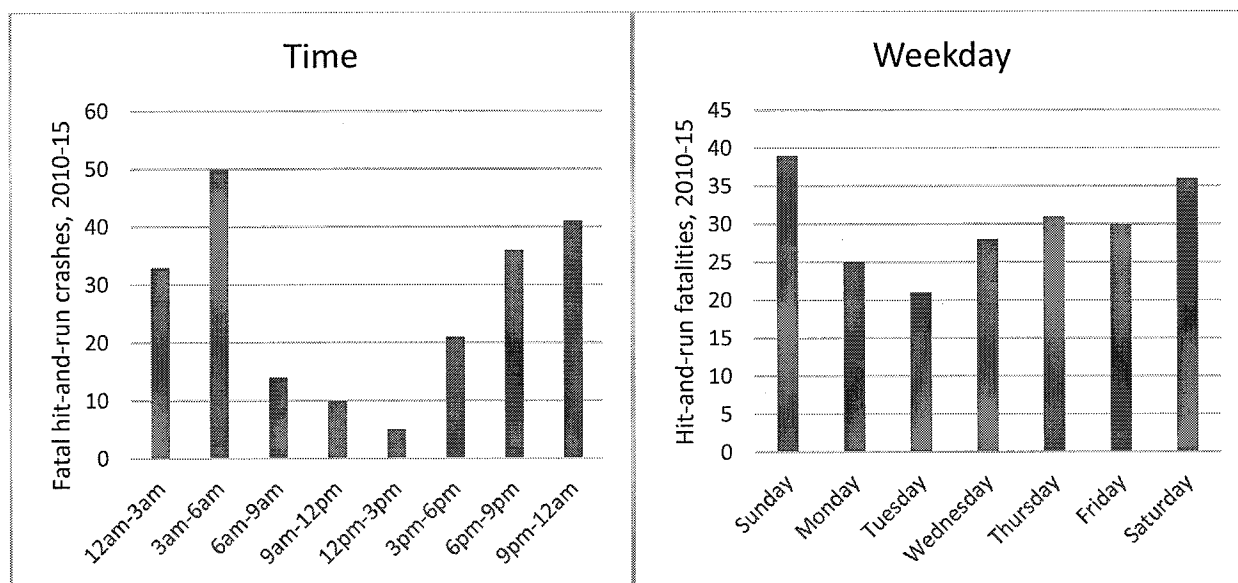 Time
Fatal hit-and-run crashes, 2010-15
60
50
40
30
20
10
0
12am-3am
3am-6am
6am-9am
9am-12pm
12pm-3pm
3pm-6pm
6pm-9pm
9pm-12am
Weekday
Hit-and-run fatalities, 2010-15
45
40
35
30
25
20
15
10
5
0
Sunday
Monday
Tuesday
Wednesday
Thursday
Friday
Saturday